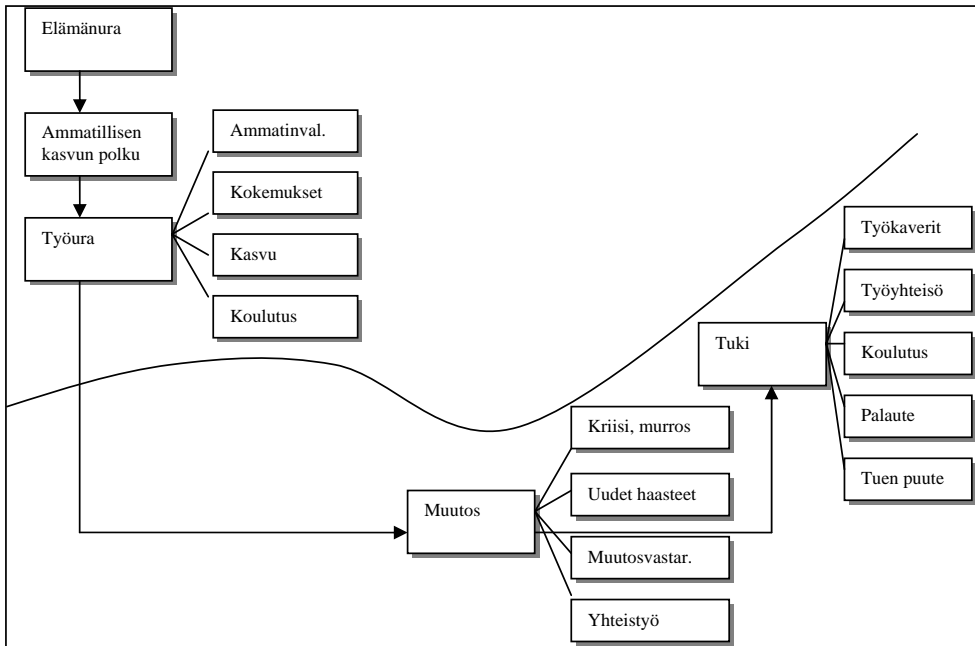 Elämänura
Ammatillisen
kasvun polku
Työura
Ammatinval.
Kokemukset
Kasvu
Koulutus
Muutos
Kriisi, murros
Uudet haasteet
Muutosvastar.
Yhteistyö
Tuki
Työkaverit
Työyhteisö
Koulutus
Palaute
Tuen puute